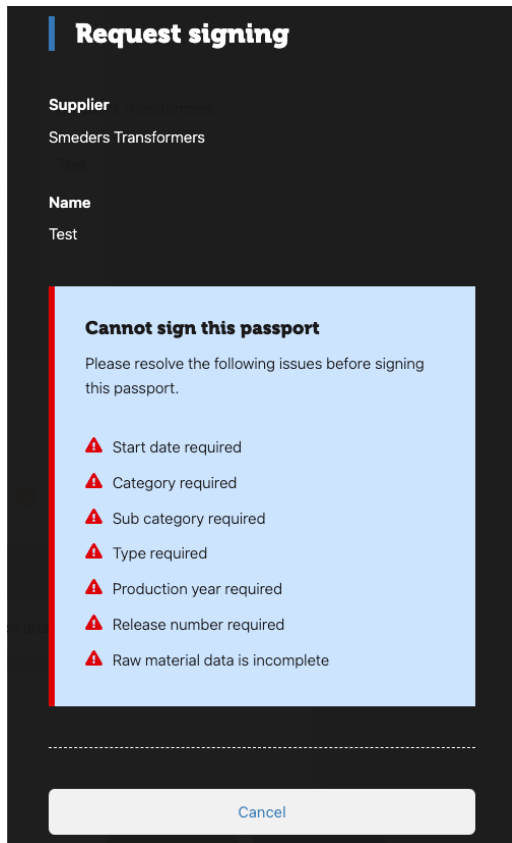 Request signing
Supplier
Smeders Transformers
Name
Test
Cannot sign this passport
Please resolve the following issues before signing
this passport.
Start date required
Category required
Sub category required
Type required
Production year required
Release number required
Raw material data is incomplete
Cancel